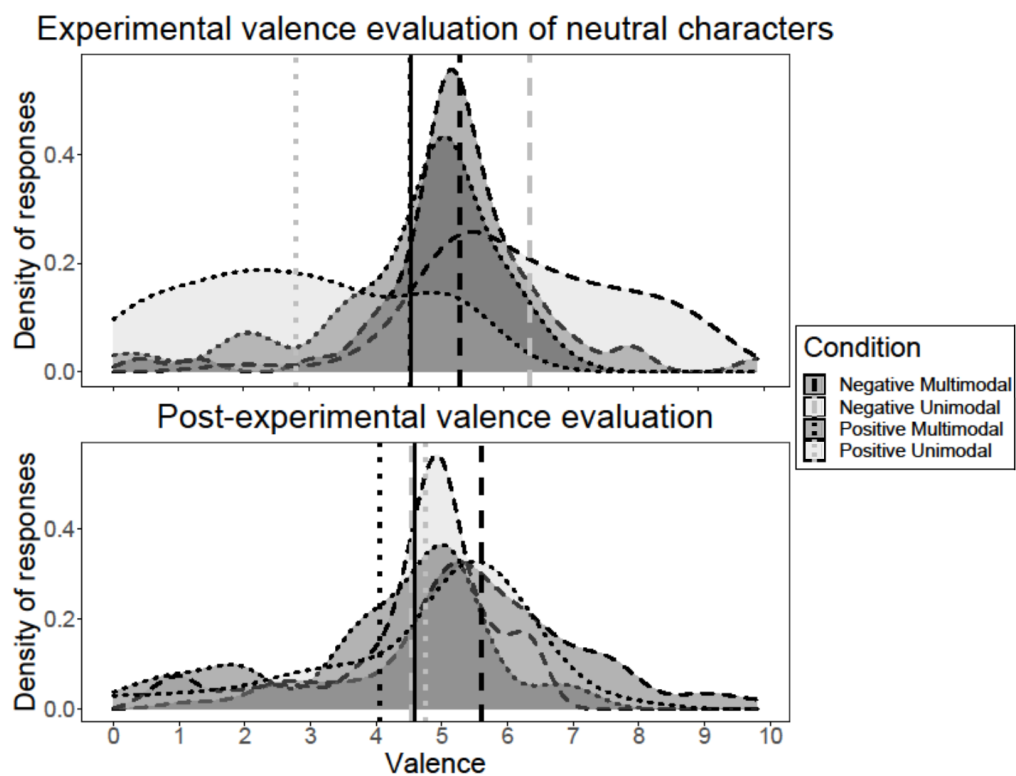 Experimental valence evaluation of neutral characters
Density of responses
0.4
0.2
0.0
Post-experimental valence evaluation
Density of responses
0.4
0.2
0.0
0 1 2 3 4 5 6 7 8 9 10
Valence
Condition
Negative Multimodal
Negative Unimodal
Positive Multimodal
Positive Unimodal